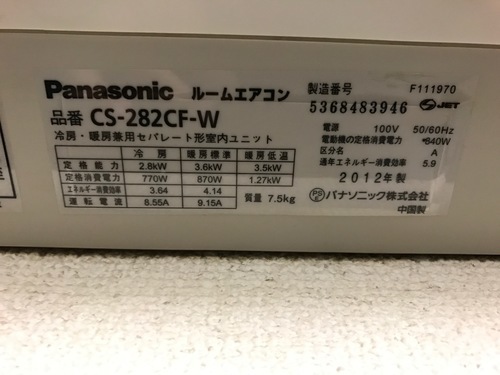 Panasonic ルームエアコン
品番 CS-282CF-W
冷房・暖房兼用セパレート形室内ユニット
冷房 暖房標準 暖房低温
定格能力 2.8kW 3.6kW 3.5kW
定格消費電力 770W 870W 1.27kW
エネルギー消費効率 3.64 4.14
運転電流 8.55A 9.15A
質量 7.5kg
製造番号 F111970
5368483946 JET
電源 100V 50/60Hz
電動機の定格消費電力 *840W
区分名 A
通年エネルギー消費効率 5.9
2012年製
PSE パナソニック株式会社
中国製